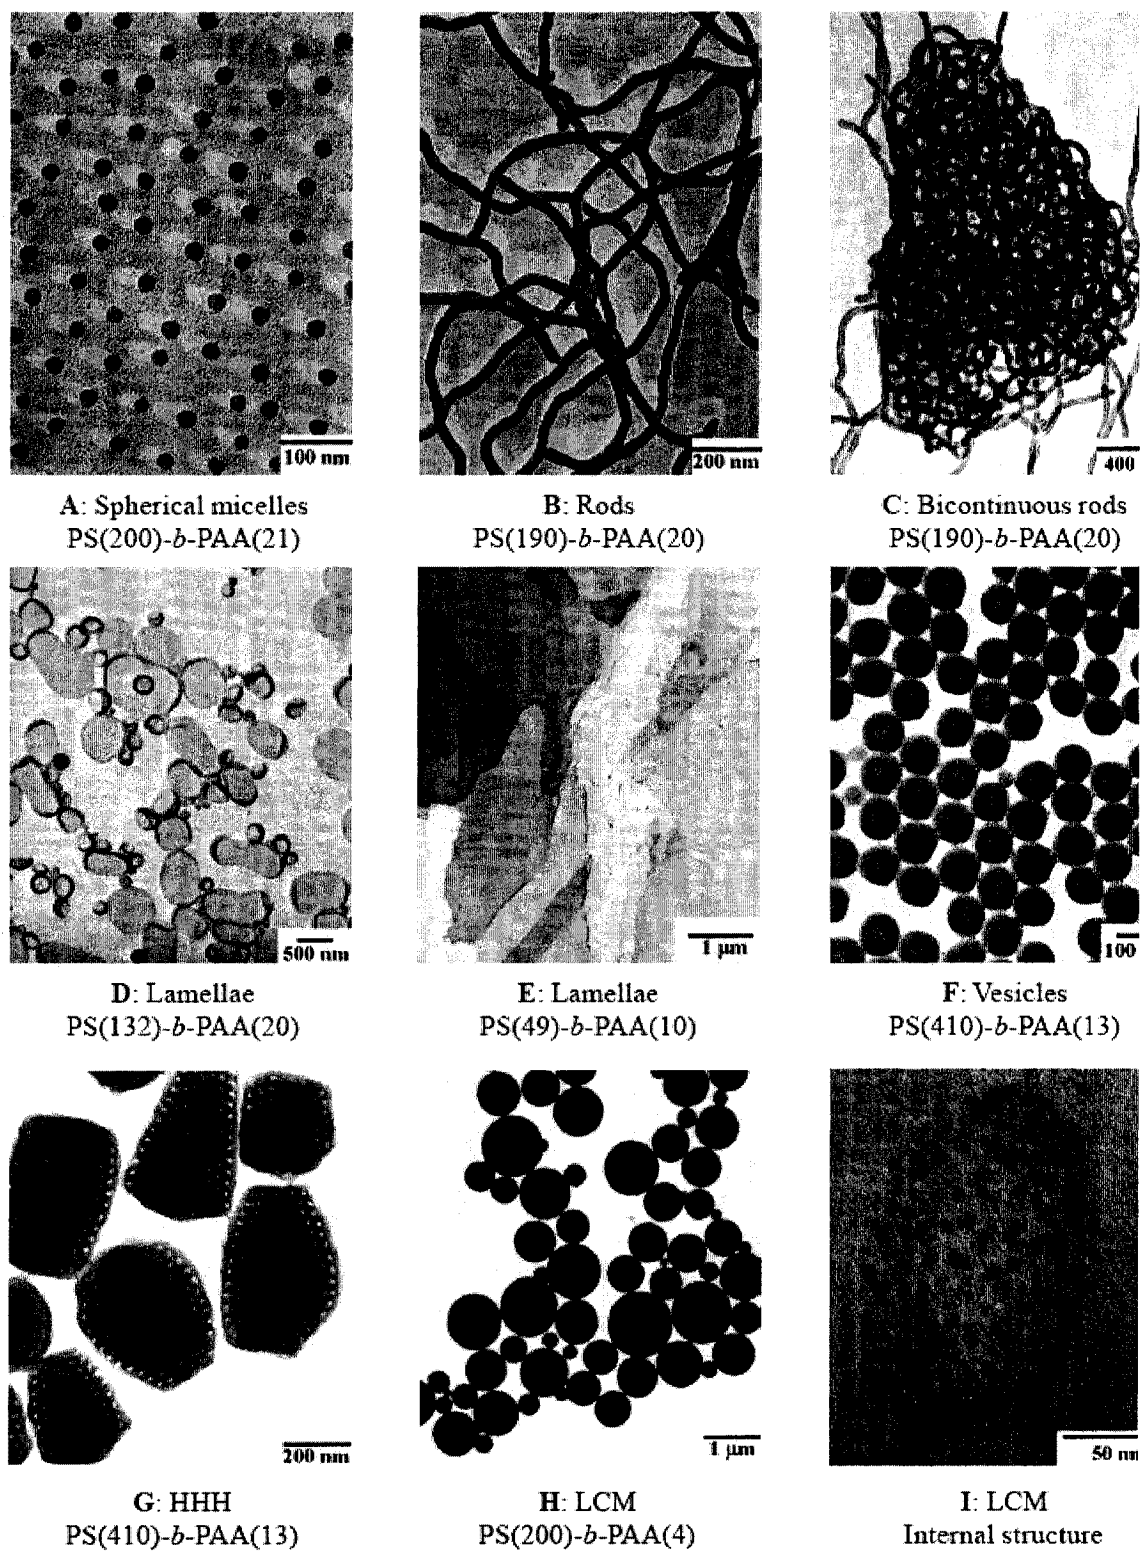 100 nm
200 nm
400
A: Spherical micelles
PS(200)-b-PAA(21)
B: Rods
PS(190)-b-PAA(20)
C: Bicontinuous rods
PS(190)-b-PAA(20)
500 nm
1 μm
100
D: Lamellae
PS(132)-b-PAA(20)
E: Lamellae
PS(49)-b-PAA(10)
F: Vesicles
PS(410)-b-PAA(13)
200 nm
1 μm
50 nm
G: HHH
PS(410)-b-PAA(13)
H: LCM
PS(200)-b-PAA(4)
I: LCM
Internal structure